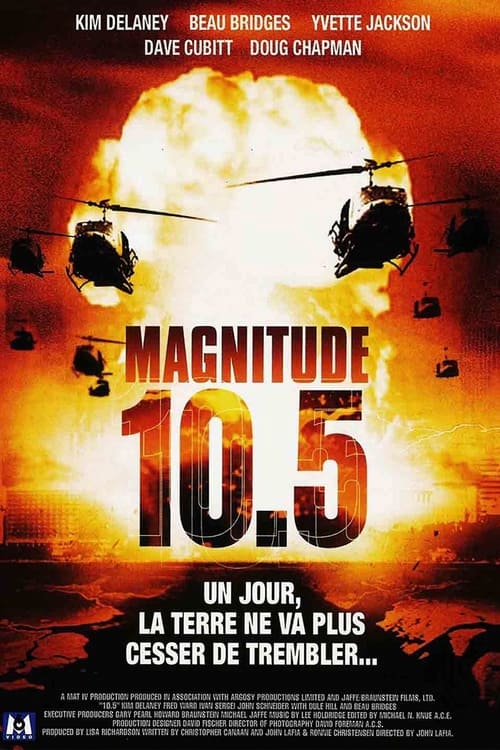 KIM DELANEY BEAU BRIDGES YVETTE JACKSON
DAVE CUBITT DOUG CHAPMAN
MAGNITUDE
10.5
UN JOUR,
LA TERRE NE VA PLUS
CESSER DE TREMBLER...
A MAT IV PRODUCTION PRODUCED IN ASSOCIATION WITH ARGOSY PRODUCTIONS LIMITED AND JAFFE-BRAUNSTEIN FILMS, LTD.
"10.5" KIM DELANEY FRED WARD IVAN SERGEI JOHN SCHNEIDER WITH DULE HILL AND BEAU BRIDGES
EXECUTIVE PRODUCERS GARY PEARL HOWARD BRAUNSTEIN MICHAEL JAFFE MUSIC BY LEE HOLDRIDGE EDITED BY MICHAEL N. KNUE A.C.E.
PRODUCTION DESIGNER DAVID FISCHER DIRECTOR OF PHOTOGRAPHY DAVID FOREMAN A.C.S.
PRODUCED BY LISA RICHARDSON WRITTEN BY CHRISTOPHER CANAAN AND JOHN LAFIA & RONNIE CHRISTENSEN DIRECTED BY JOHN LAFIA.
M
VIDEO